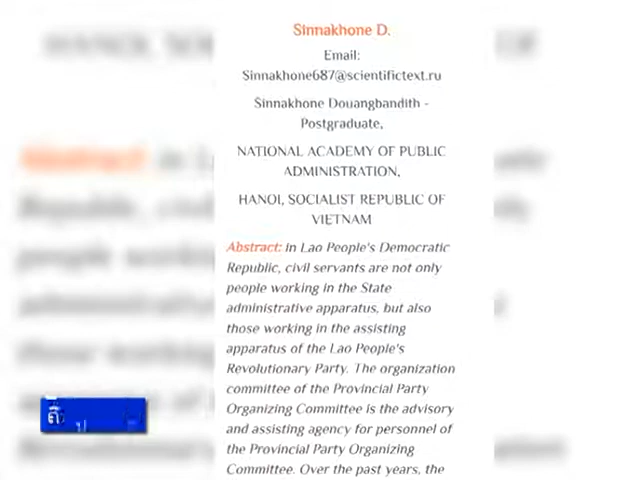 Sinnakhone D.
Email:
Sinnakhone687@scientifictext.ru
Sinnakhone Douangbandith -
Postgraduate,
NATIONAL ACADEMY OF PUBLIC
ADMINISTRATION,
HANOI, SOCIALIST REPUBLIC OF
VIETNAM
Abstract: in Lao People's Democratic
Republic, civil servants are not only
people working in the State
administrative apparatus, but also
those working in the assisting
apparatus of the Lao People's
Revolutionary Party. The organization
committee of the Provincial Party
Organizing Committee is the advisory
and assisting agency for personnel of
the Provincial Party Organizing
Committee. Over the past years, the